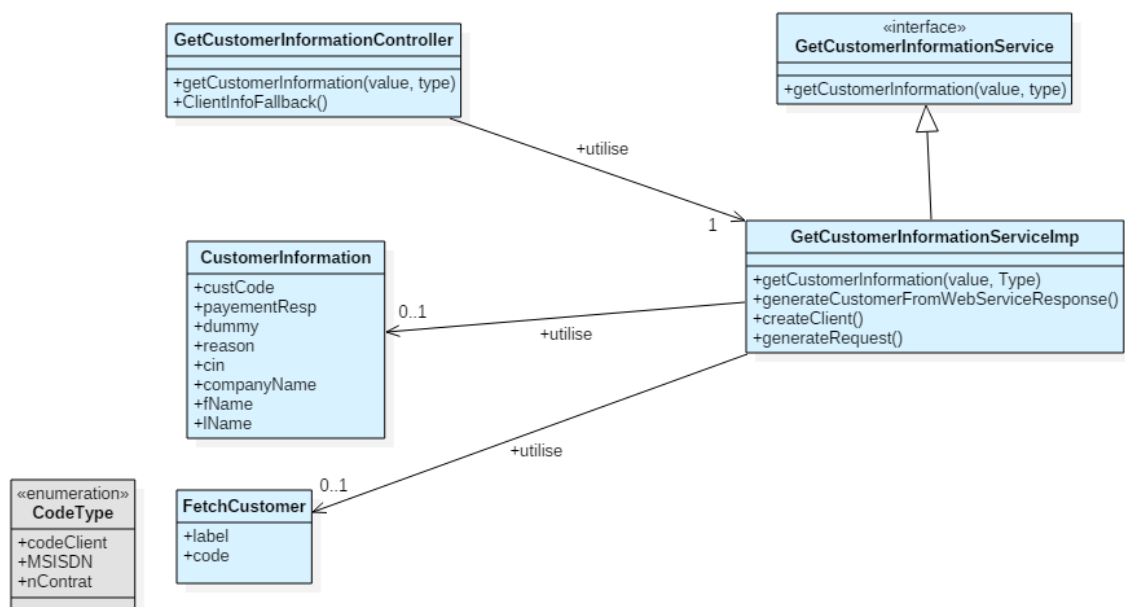 GetCustomerInformationController
+getCustomerInformation(value, type)
+ClientInfoFallback()
«interface»
GetCustomerInformationService
+getCustomerInformation(value, type)
+utilise
1
GetCustomerInformationServiceImp
+getCustomerInformation(value, Type)
+generateCustomerFromWebServiceResponse()
+createClient()
+generateRequest()
CustomerInformation
+custCode
+payementResp
+dummy
+reason
+cin
+companyName
+fName
+lName
0..1
+utilise
+utilise
0..1
«enumeration»
CodeType
+codeClient
+MSISDN
+nContrat
FetchCustomer
+label
+code